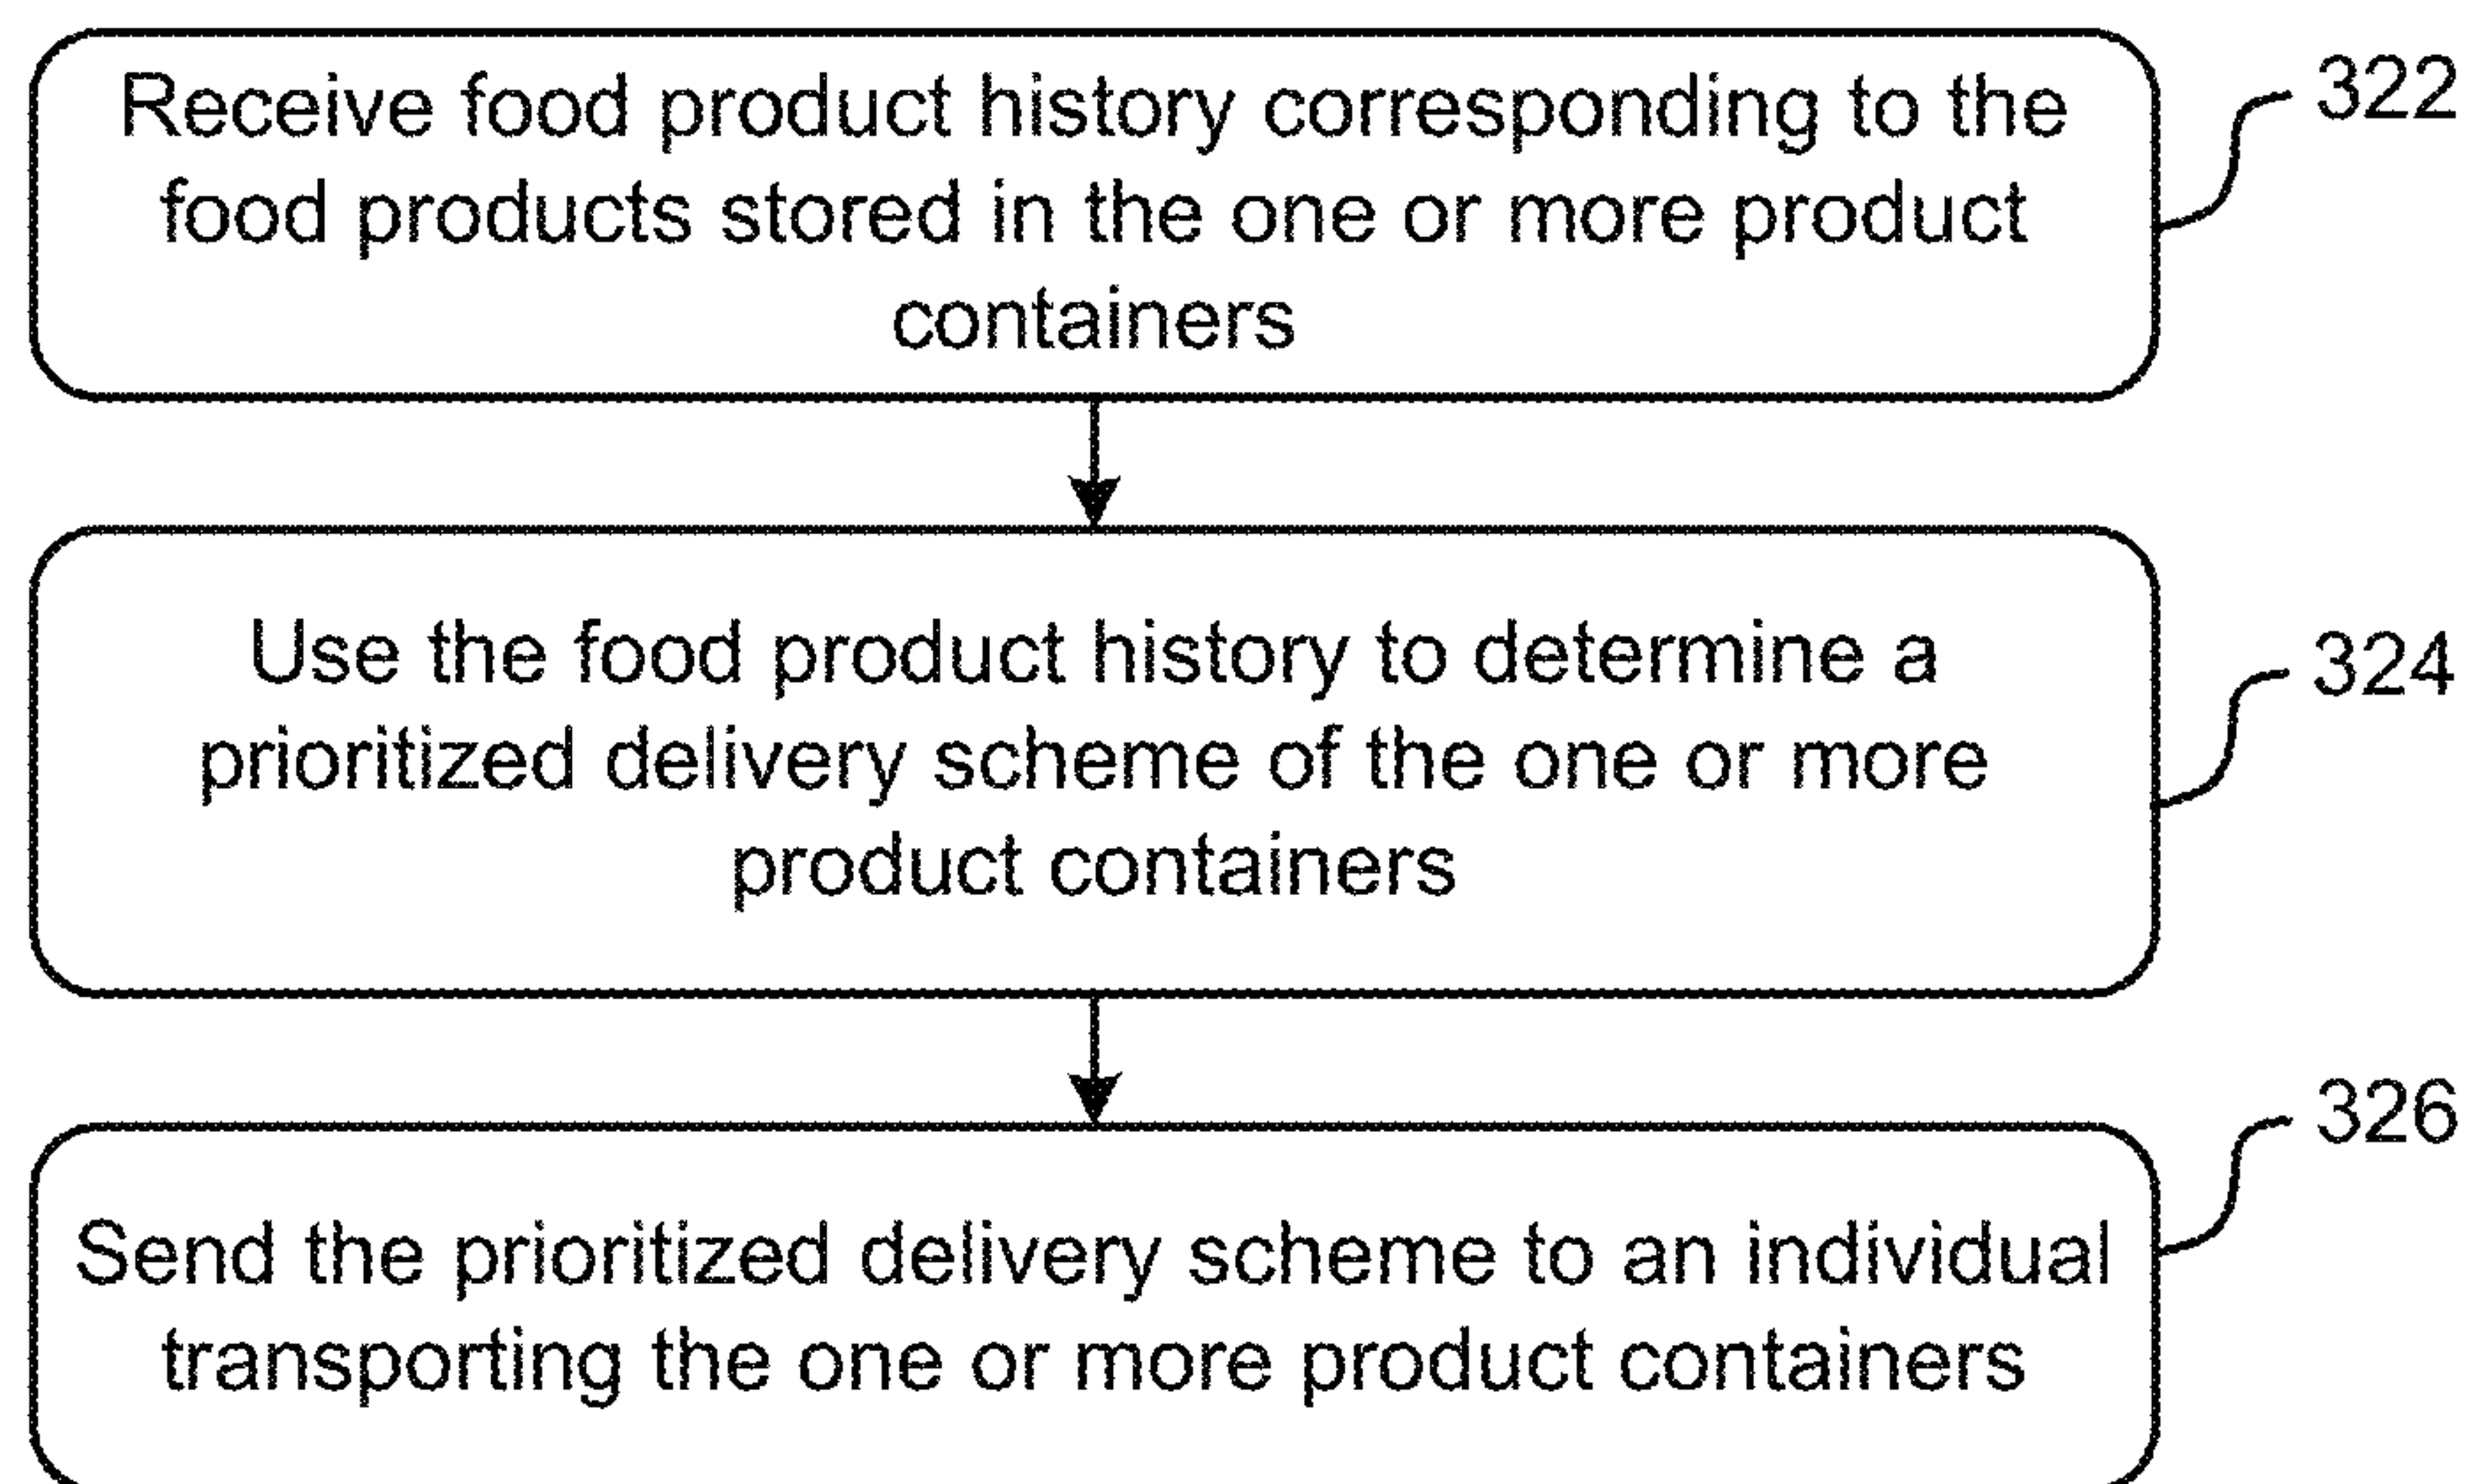 Receive food product history corresponding to the
food products stored in the one or more product
containers
322
Use the food product history to determine a
prioritized delivery scheme of the one or more
product containers
324
Send the prioritized delivery scheme to an individual
transporting the one or more product containers
326